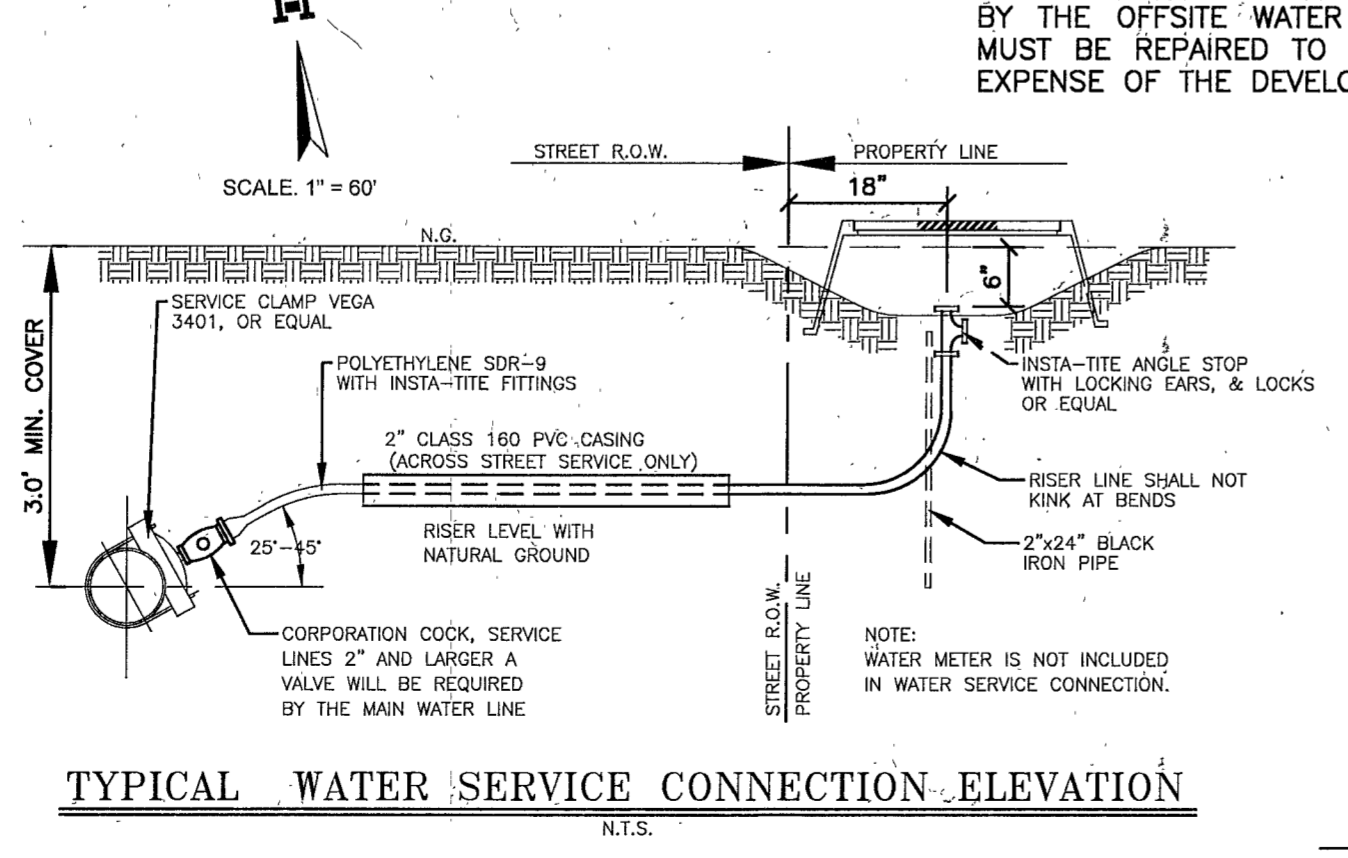 BY THE OFFSITE WATER
MUST BE REPAIRED TO
EXPENSE OF THE DEVELO
SCALE. 1" = 60'
STREET R.O.W.
PROPERTY LINE
18"
N.G.
6"
3.0' MIN. COVER
SERVICE CLAMP VEGA
3401, OR EQUAL
POLYETHYLENE SDR-9
WITH INSTA-TITE FITTINGS
2" CLASS 160 PVC CASING
(ACROSS STREET SERVICE ONLY)
INSTA-TITE ANGLE STOP
WITH LOCKING EARS, & LOCKS
OR EQUAL
RISER LINE SHALL NOT
KINK AT BENDS
RISER LEVEL WITH
NATURAL GROUND
25°-45°
2"x24" BLACK
IRON PIPE
CORPORATION COCK, SERVICE
LINES 2" AND LARGER A
VALVE WILL BE REQUIRED
BY THE MAIN WATER LINE
STREET R.O.W.
PROPERTY LINE
NOTE:
WATER METER IS NOT INCLUDED
IN WATER SERVICE CONNECTION.
TYPICAL WATER SERVICE CONNECTION ELEVATION
N.T.S.